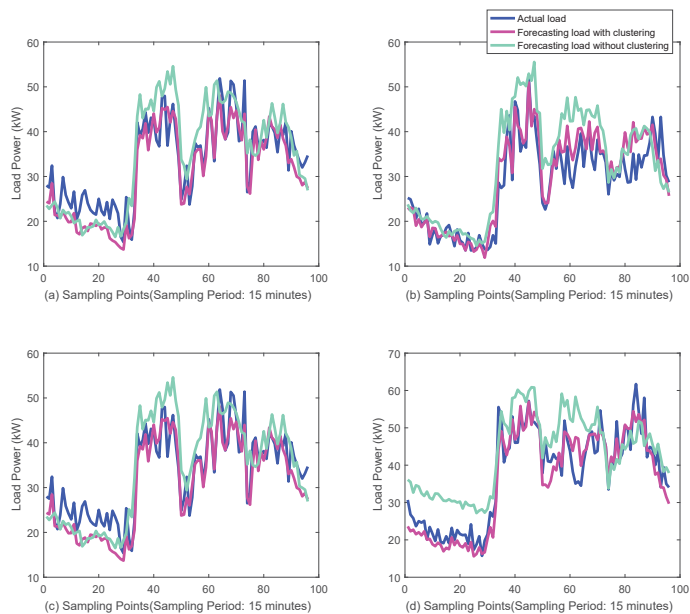 Actual load
Forecasting load with clustering
Forecasting load without clustering
60
50
40
30
20
10
Load Power (kW)
0 20 40 60 80 100
(a) Sampling Points(Sampling Period: 15 minutes)
60
50
40
30
20
10
Load Power (kW)
0 20 40 60 80 100
(b) Sampling Points(Sampling Period: 15 minutes)
60
50
40
30
20
10
Load Power (kW)
0 20 40 60 80 100
(c) Sampling Points(Sampling Period: 15 minutes)
70
60
50
40
30
20
10
Load Power (kW)
0 20 40 60 80 100
(d) Sampling Points(Sampling Period: 15 minutes)